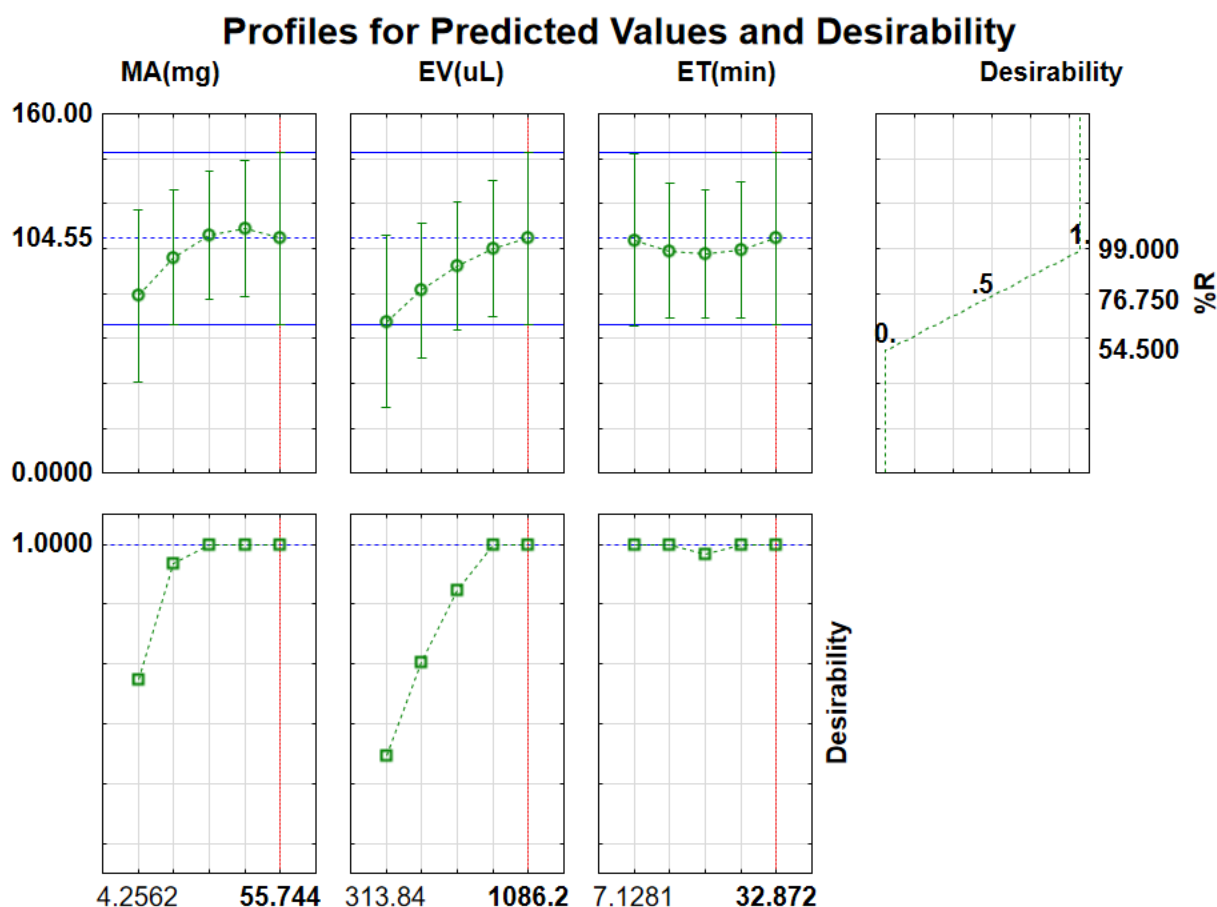 Profiles for Predicted Values and Desirability
MA(mg) EV(uL) ET(min) Desirability
160.00
104.55
0.0000
1.
.5
0.
99.000
76.750
54.500
%R
1.0000
Desirability
4.2562 55.744 313.84 1086.2 7.1281 32.872